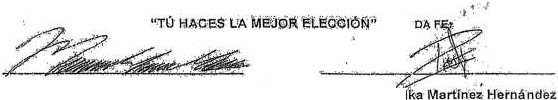 "TÚ HACES LA MEJOR ELECCIÓN" DA FE:
Ika Martínez Hernández